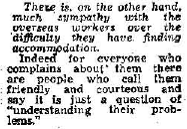 There is, on the other hand,
much sympathy with the
overseas workers over the
difficulty they have finding
accommodation.
Indeed for everyone who
complains about them there
are people who call them
friendly and courteous and
say it is just a question of
"understanding their prob-
lems."